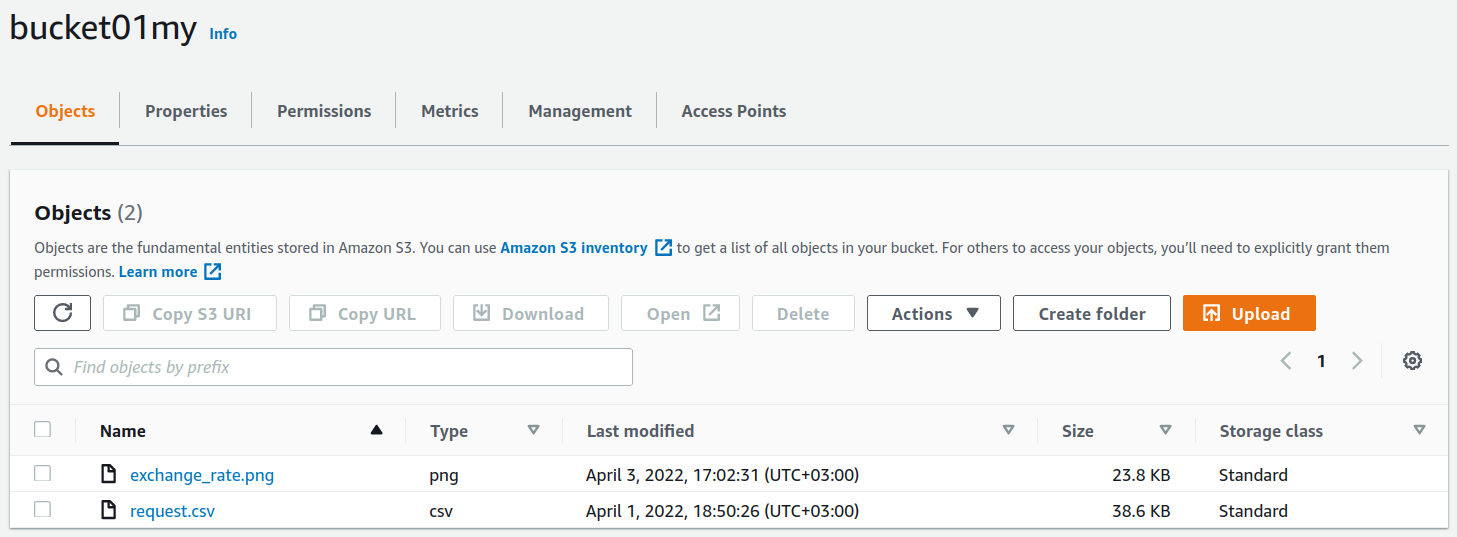 bucket01my Info
Objects Properties Permissions Metrics Management Access Points
Objects (2)
Objects are the fundamental entities stored in Amazon S3. You can use Amazon S3 inventory to get a list of all objects in your bucket. For others to access your objects, you'll need to explicitly grant them
permissions. Learn more
Copy S3 URI Copy URL Download Open Delete Actions Create folder Upload
Find objects by prefix 1
Name Type Last modified Size Storage class
exchange_rate.png png April 3, 2022, 17:02:31 (UTC+03:00) 23.8 KB Standard
request.csv csv April 1, 2022, 18:50:26 (UTC+03:00) 38.6 KB Standard